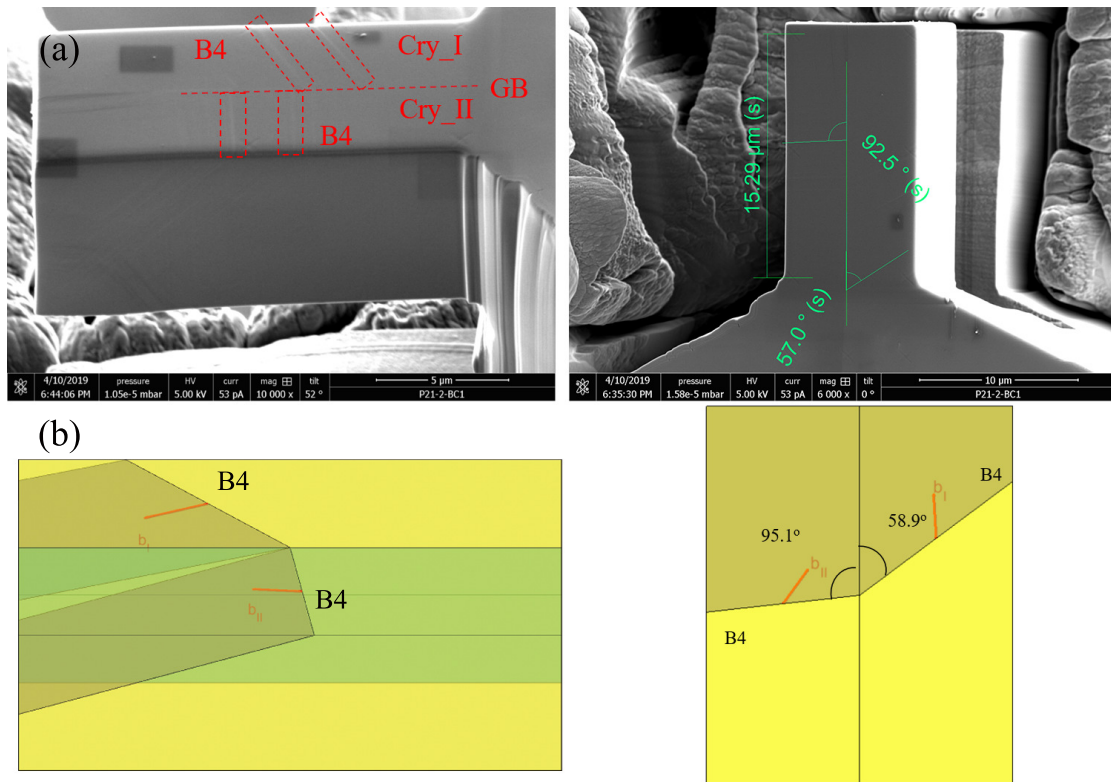 (a)
B4
Cry_I
GB
Cry_II
B4
4/10/2019
6:44:06 PM
pressure
1.05e-5 mbar
HV
5.00 kV
curr
53 pA
mag
10 000 x
tilt
52 °
5 µm
P21-2-BC1
15.29 µm (s)
92.5 ° (s)
57.0 ° (s)
4/10/2019
6:35:30 PM
pressure
1.58e-5 mbar
HV
5.00 kV
curr
53 pA
mag
6 000 x
tilt
0 °
10 µm
P21-2-BC1
(b)
B4
bI
B4
bII
B4
bI
58.9°
95.1°
bII
B4